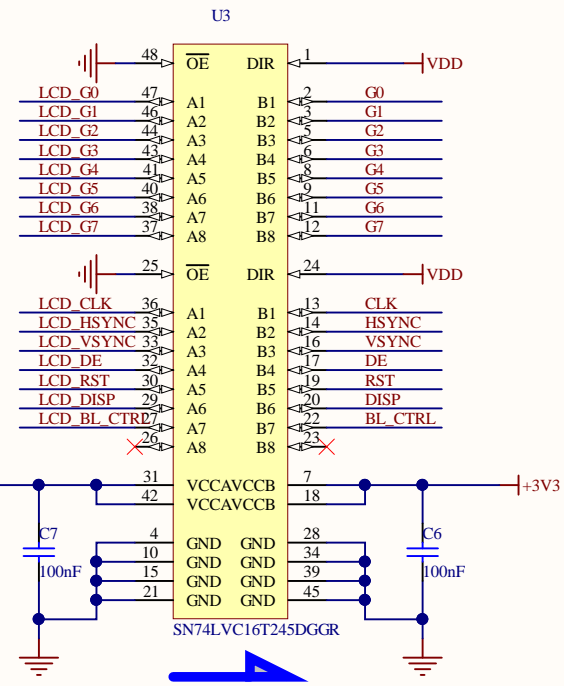 U3
48 OE DIR 1 VDD
LCD_G0 47 A1 B1 2 G0
LCD_G1 46 A2 B2 3 G1
LCD_G2 44 A3 B3 5 G2
LCD_G3 43 A4 B4 6 G3
LCD_G4 41 A5 B5 8 G4
LCD_G5 40 A6 B6 9 G5
LCD_G6 38 A7 B7 11 G6
LCD_G7 37 A8 B8 12 G7
25 OE DIR 24 VDD
LCD_CLK 36 A1 B1 13 CLK
LCD_HSYNC 35 A2 B2 14 HSYNC
LCD_VSYNC 33 A3 B3 16 VSYNC
LCD_DE 32 A4 B4 17 DE
LCD_RST 30 A5 B5 19 RST
LCD_DISP 29 A6 B6 20 DISP
LCD_BL_CTRL 27 A7 B7 22 BL_CTRL
26 A8 B8 23
31 VCCA VCCB 7 +3V3
42 VCCA VCCB 18
4 GND GND 28
C7 C6
10 GND GND 34
100nF 15 GND GND 39 100nF
21 GND GND 45
SN74LVC16T245DGGR